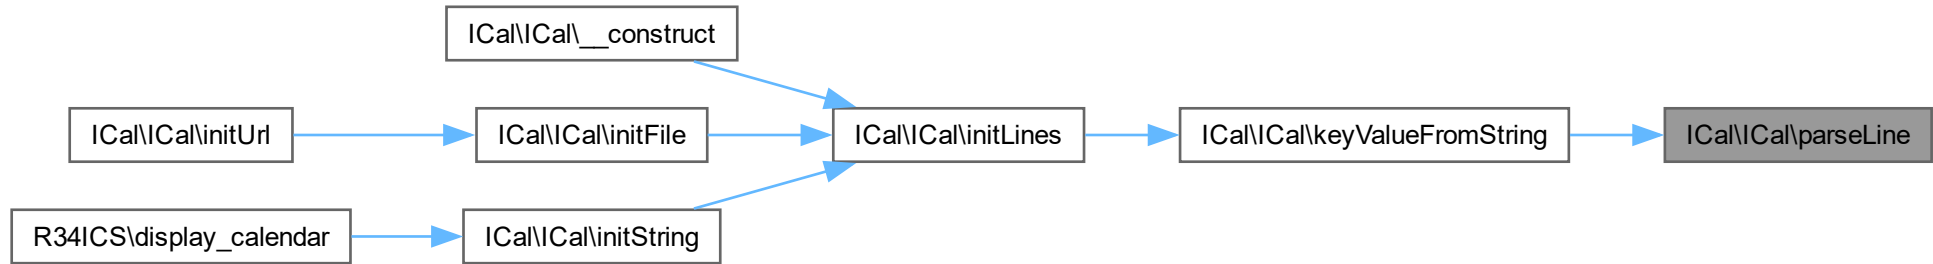 ICal\ICal\__construct
ICal\ICal\initUrl
ICal\ICal\initFile
ICal\ICal\initLines
ICal\ICal\keyValueFromString
ICal\ICal\parseLine
R34ICS\display_calendar
ICal\ICal\initString